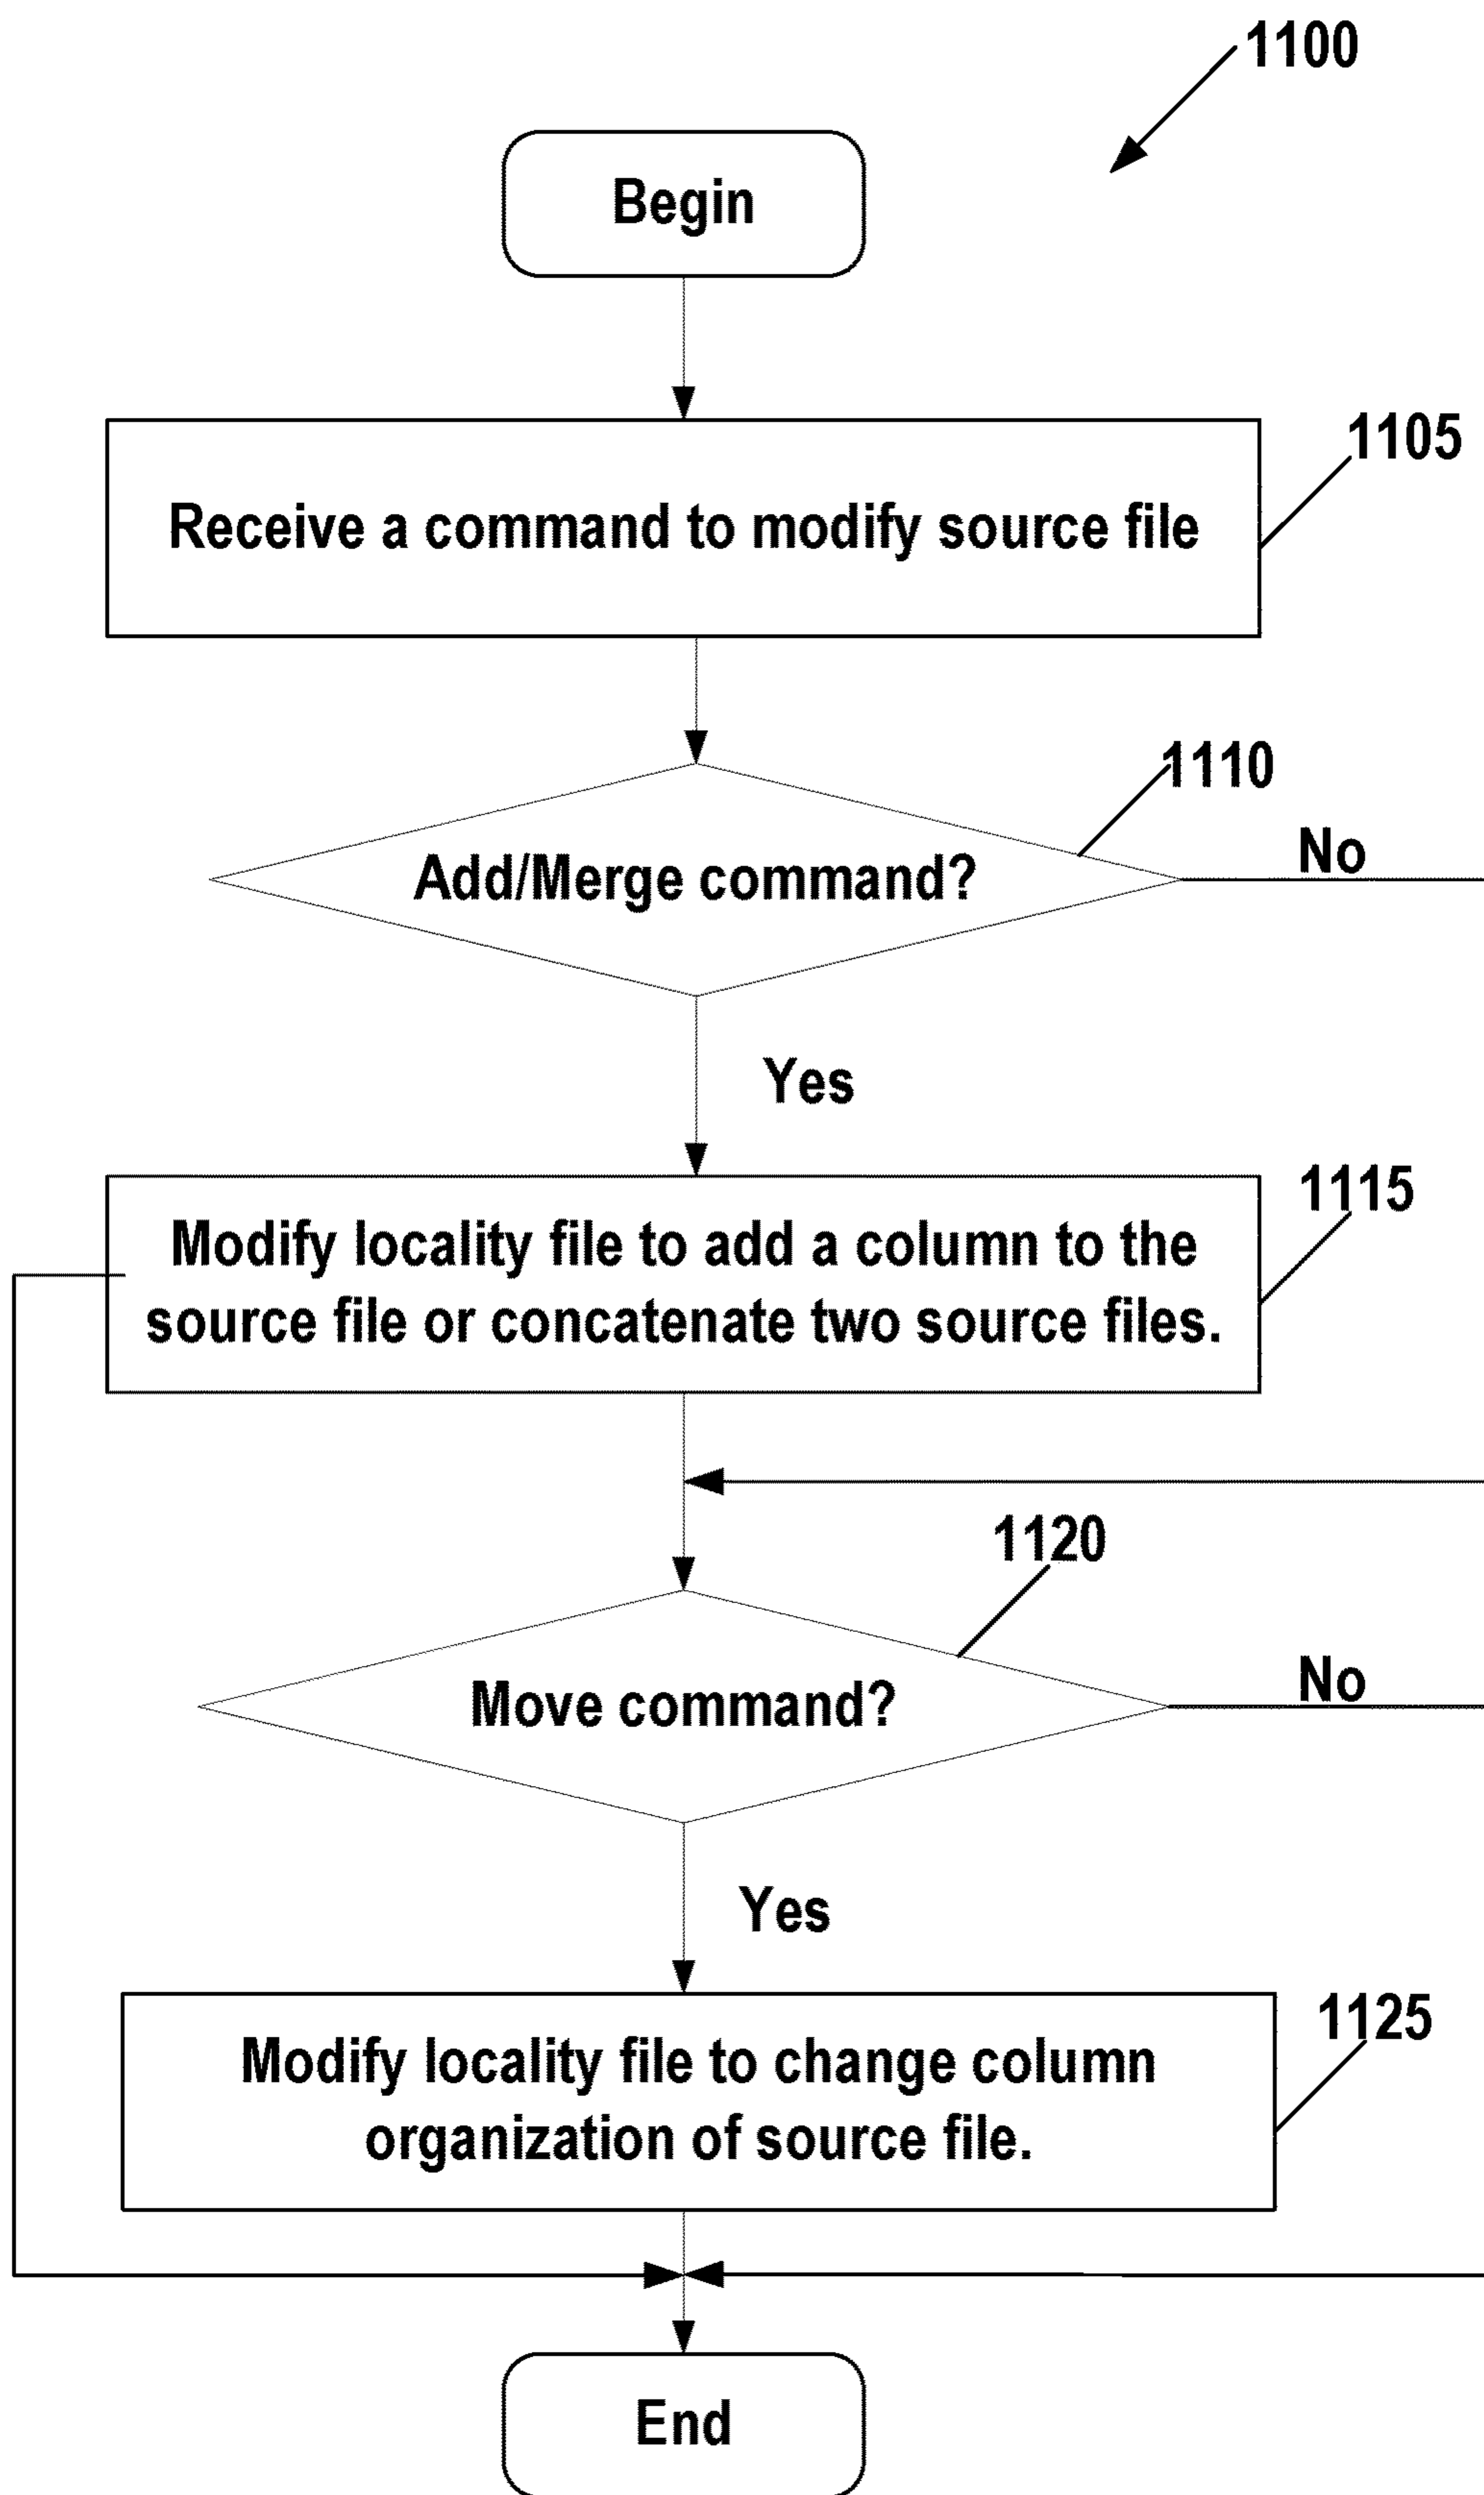 1100
Begin
1105
Receive a command to modify source file
1110
Add/Merge command?
No
Yes
1115
Modify locality file to add a column to the
source file or concatenate two source files.
1120
Move command?
No
Yes
1125
Modify locality file to change column
organization of source file.
End